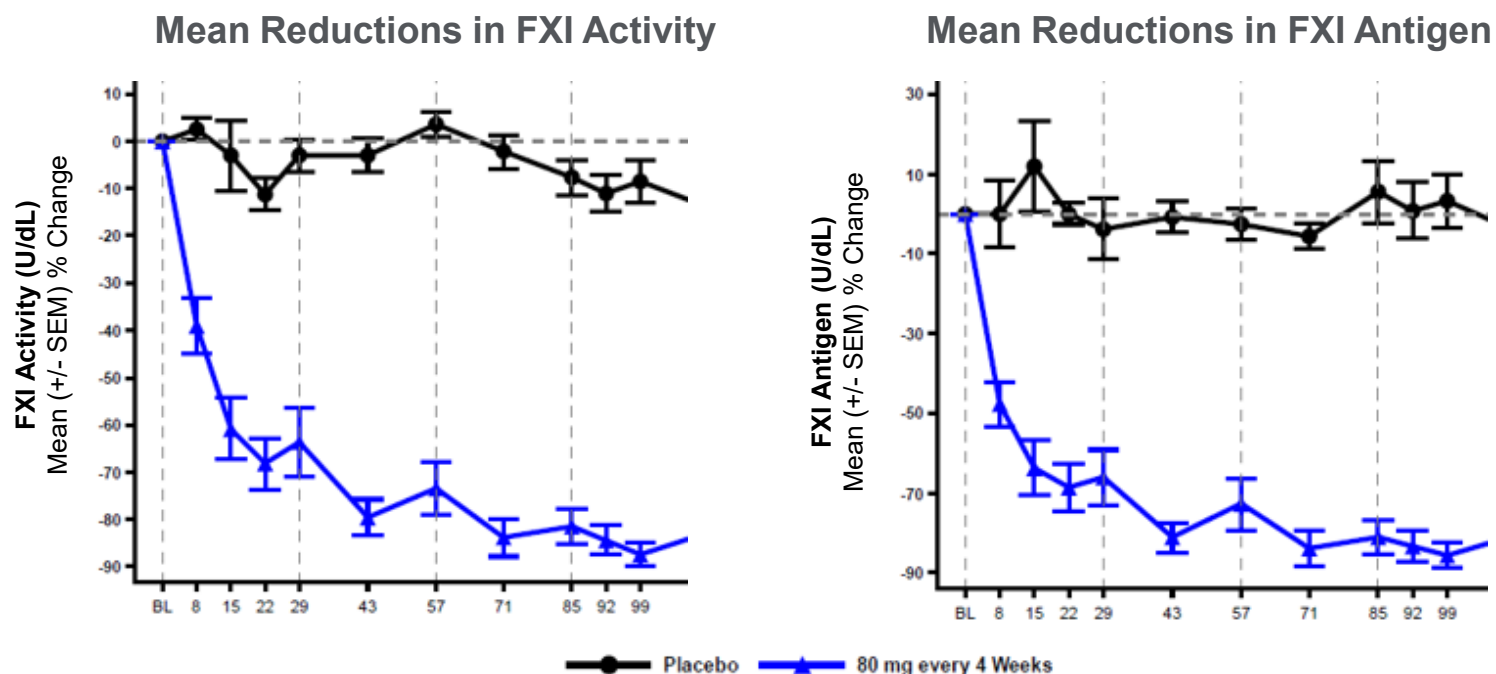 Mean Reductions in FXI Activity
FXI Activity (U/dL)
Mean (+/- SEM) % Change
10
0
-10
-20
-30
-40
-50
-60
-70
-80
-90
BL 8 15 22 29 43 57 71 85 92 99
Mean Reductions in FXI Antigen
FXI Antigen (U/dL)
Mean (+/- SEM) % Change
30
10
-10
-30
-50
-70
-90
BL 8 15 22 29 43 57 71 85 92 99
Placebo 80 mg every 4 Weeks